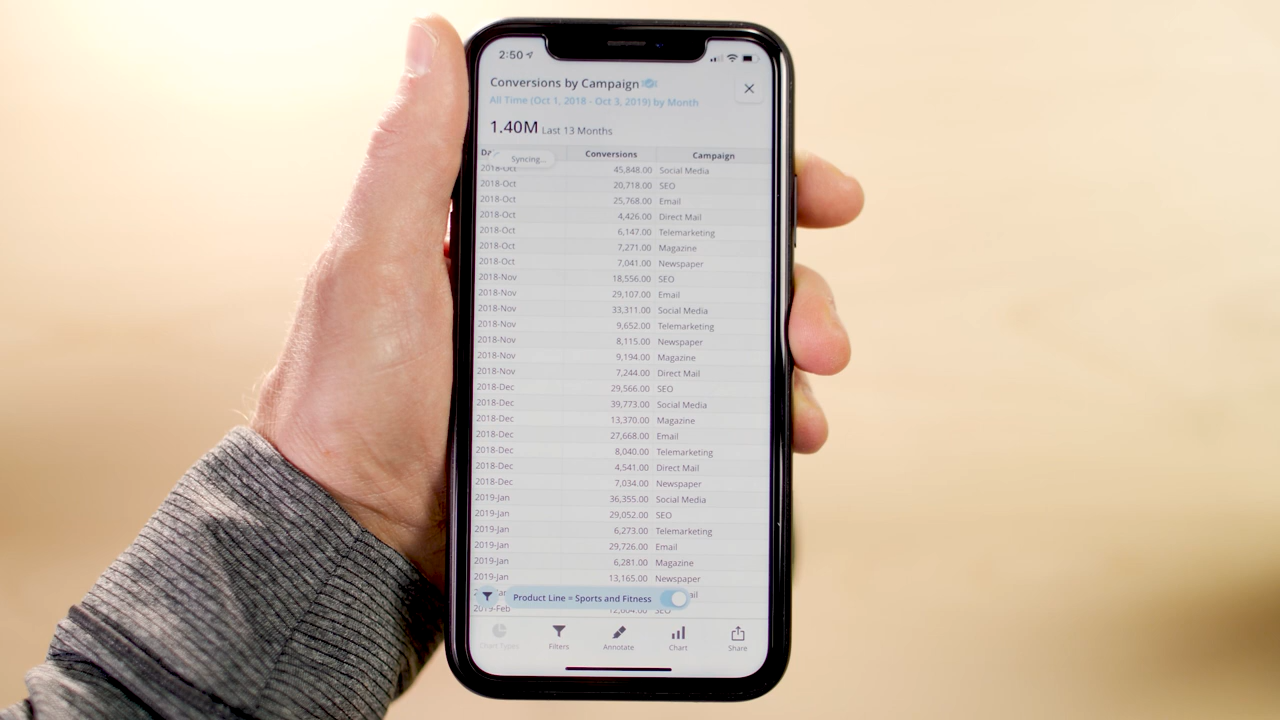 2:50
Conversions by Campaign
All Time (Oct 1, 2018 - Oct 3, 2019) by Month
1.40M Last 13 Months
Conversions Campaign
Syncing...
2018-Oct 45,848.00 Social Media
2018-Oct 20,718.00 SEO
2018-Oct 25,768.00 Email
2018-Oct 4,426.00 Direct Mail
2018-Oct 6,147.00 Telemarketing
2018-Oct 7,271.00 Magazine
2018-Oct 7,041.00 Newspaper
2018-Nov 18,556.00 SEO
2018-Nov 29,107.00 Email
2018-Nov 33,311.00 Social Media
2018-Nov 9,652.00 Telemarketing
2018-Nov 8,115.00 Newspaper
2018-Nov 9,194.00 Magazine
2018-Nov 7,244.00 Direct Mail
2018-Dec 29,566.00 SEO
2018-Dec 39,773.00 Social Media
2018-Dec 13,370.00 Magazine
2018-Dec 27,668.00 Email
2018-Dec 8,040.00 Telemarketing
2018-Dec 4,541.00 Direct Mail
2018-Dec 7,034.00 Newspaper
2019-Jan 36,355.00 Social Media
2019-Jan 29,052.00 SEO
2019-Jan 6,273.00 Telemarketing
2019-Jan 29,726.00 Email
2019-Jan 6,281.00 Magazine
2019-Jan 13,165.00 Newspaper
Product Line = Sports and Fitness
2019-Feb SEO
Chart Types Filters Annotate Chart Share